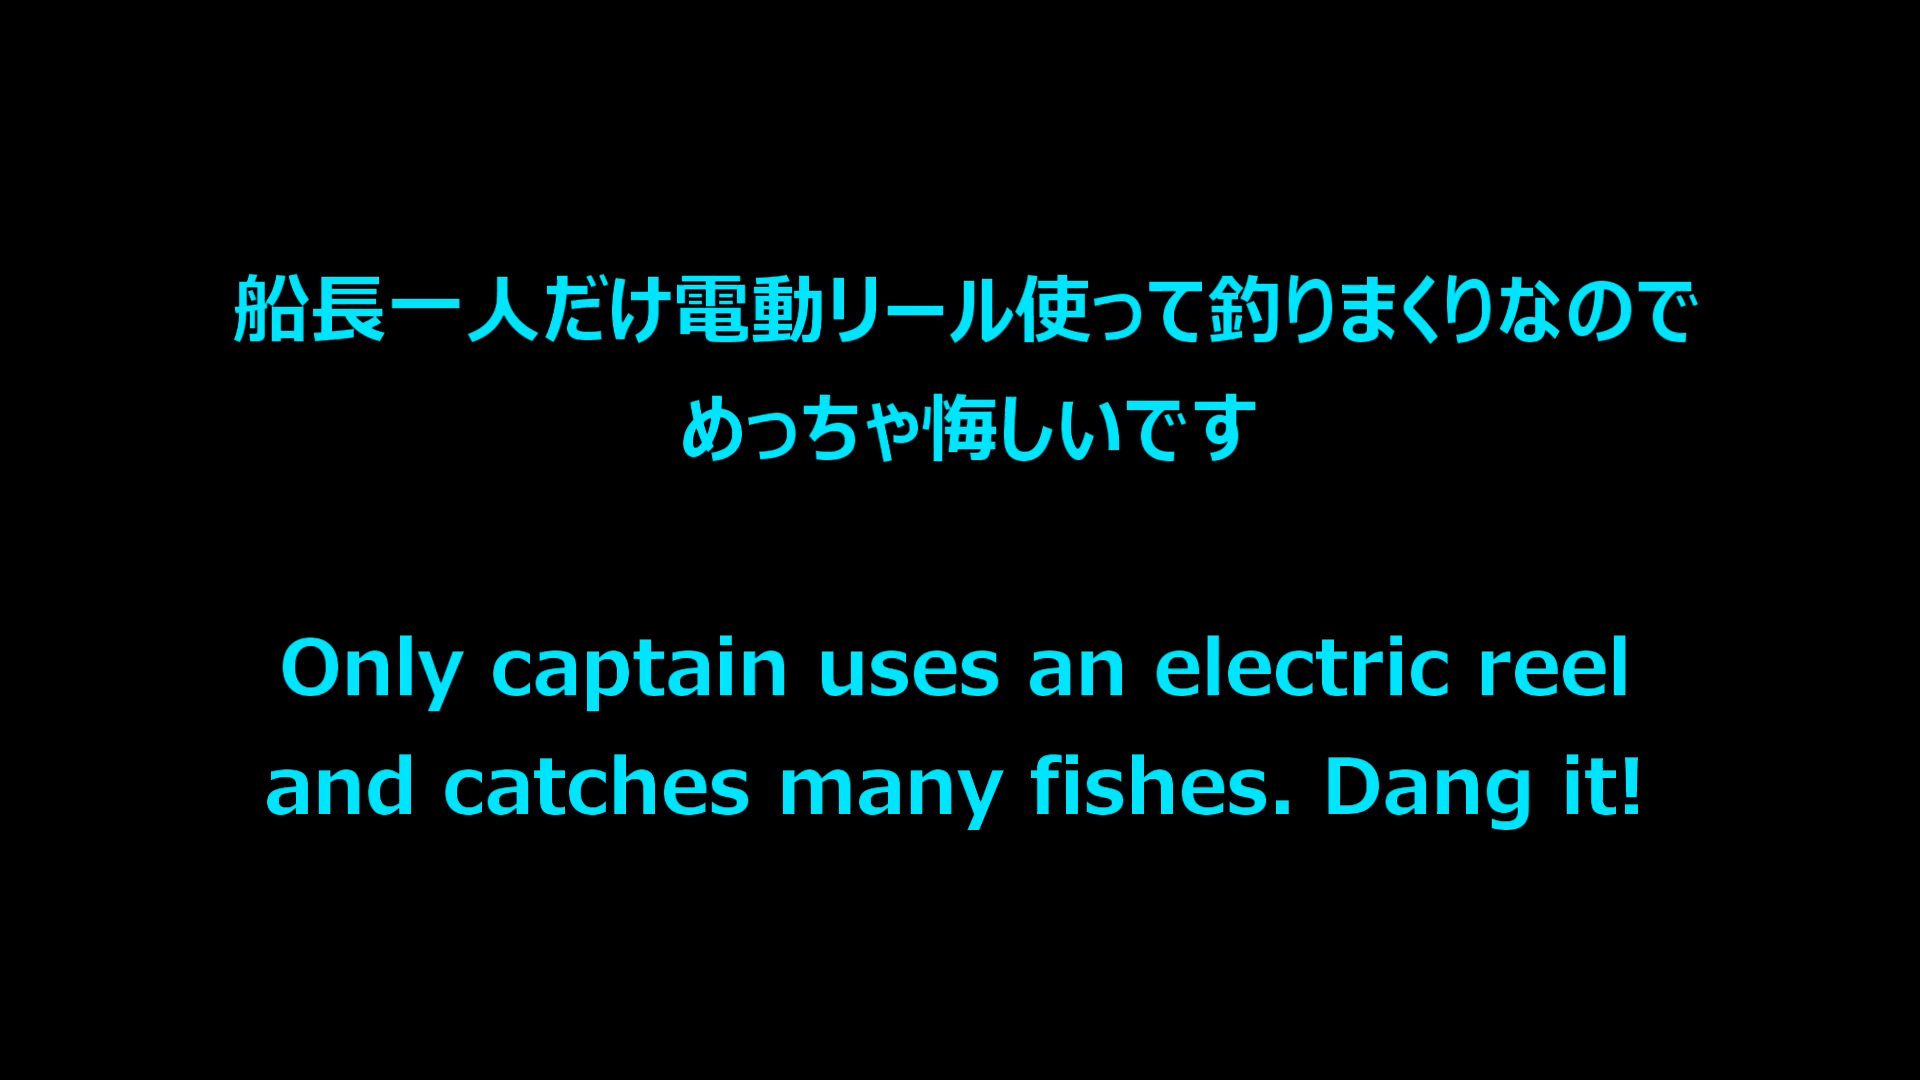 船長一人だけ電動リール使って釣りまくりなので
めっちゃ悔しいです
Only captain uses an electric reel
and catches many fishes. Dang it!